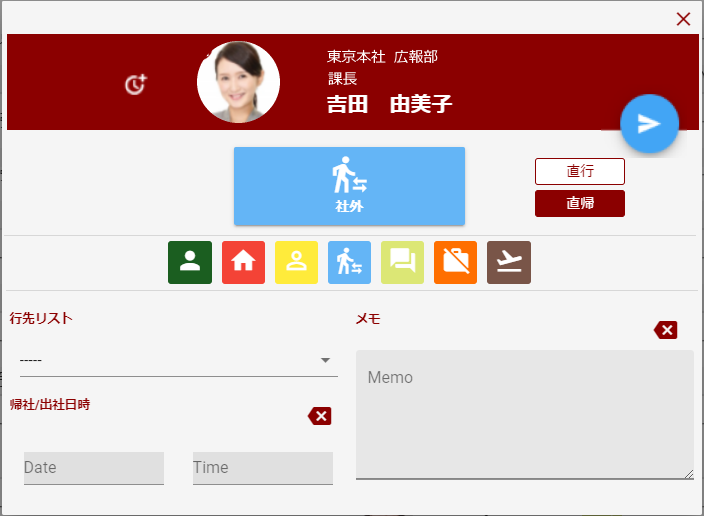 東京本社 広報部
課長
吉田 由美子
社外
直行
直帰
行先リスト
-----
帰社/出社日時
Date
Time
メモ
Memo